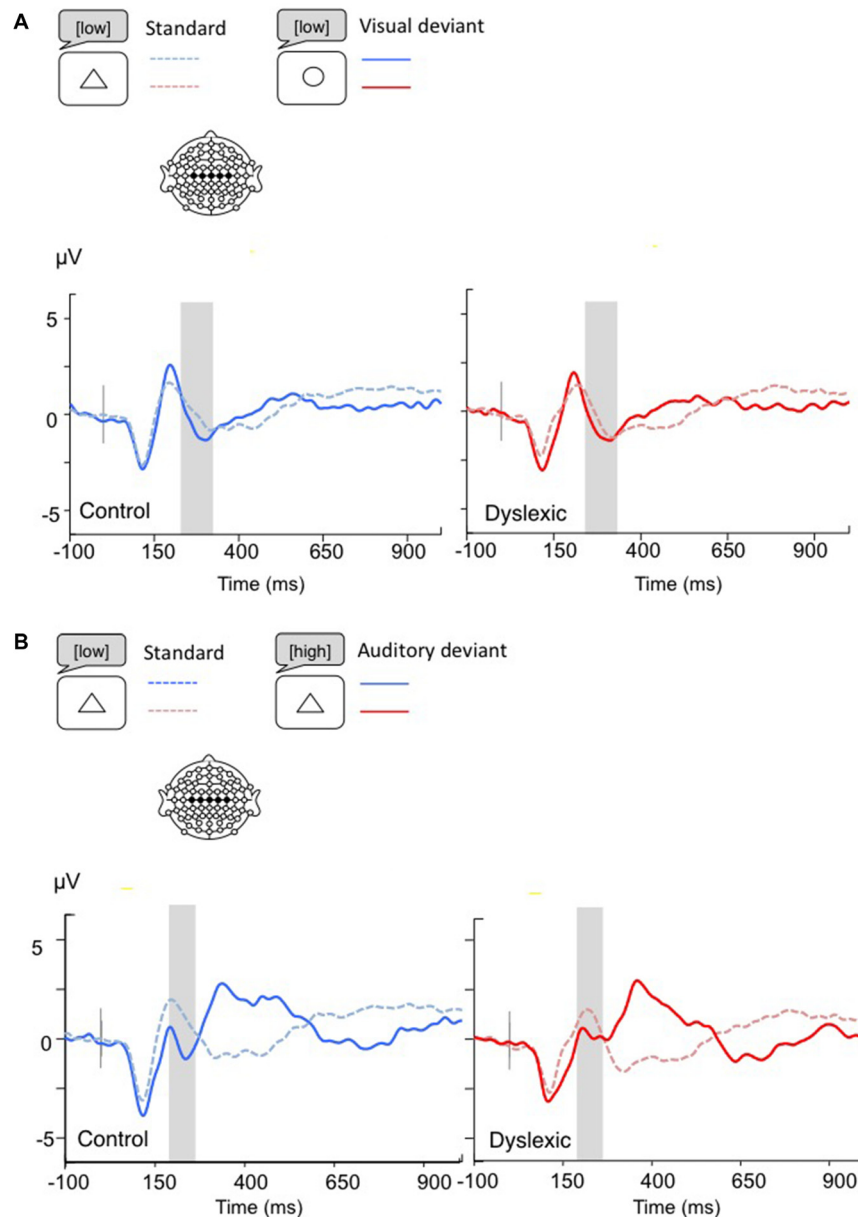 A
[low] Standard [low] Visual deviant
µV
5
0
-5
Control Dyslexic
-100 150 400 650 900 -100 150 400 650 900
Time (ms) Time (ms)
B
[low] Standard [high] Auditory deviant
µV
5
0
-5
Control Dyslexic
-100 150 400 650 900 -100 150 400 650 900
Time (ms) Time (ms)